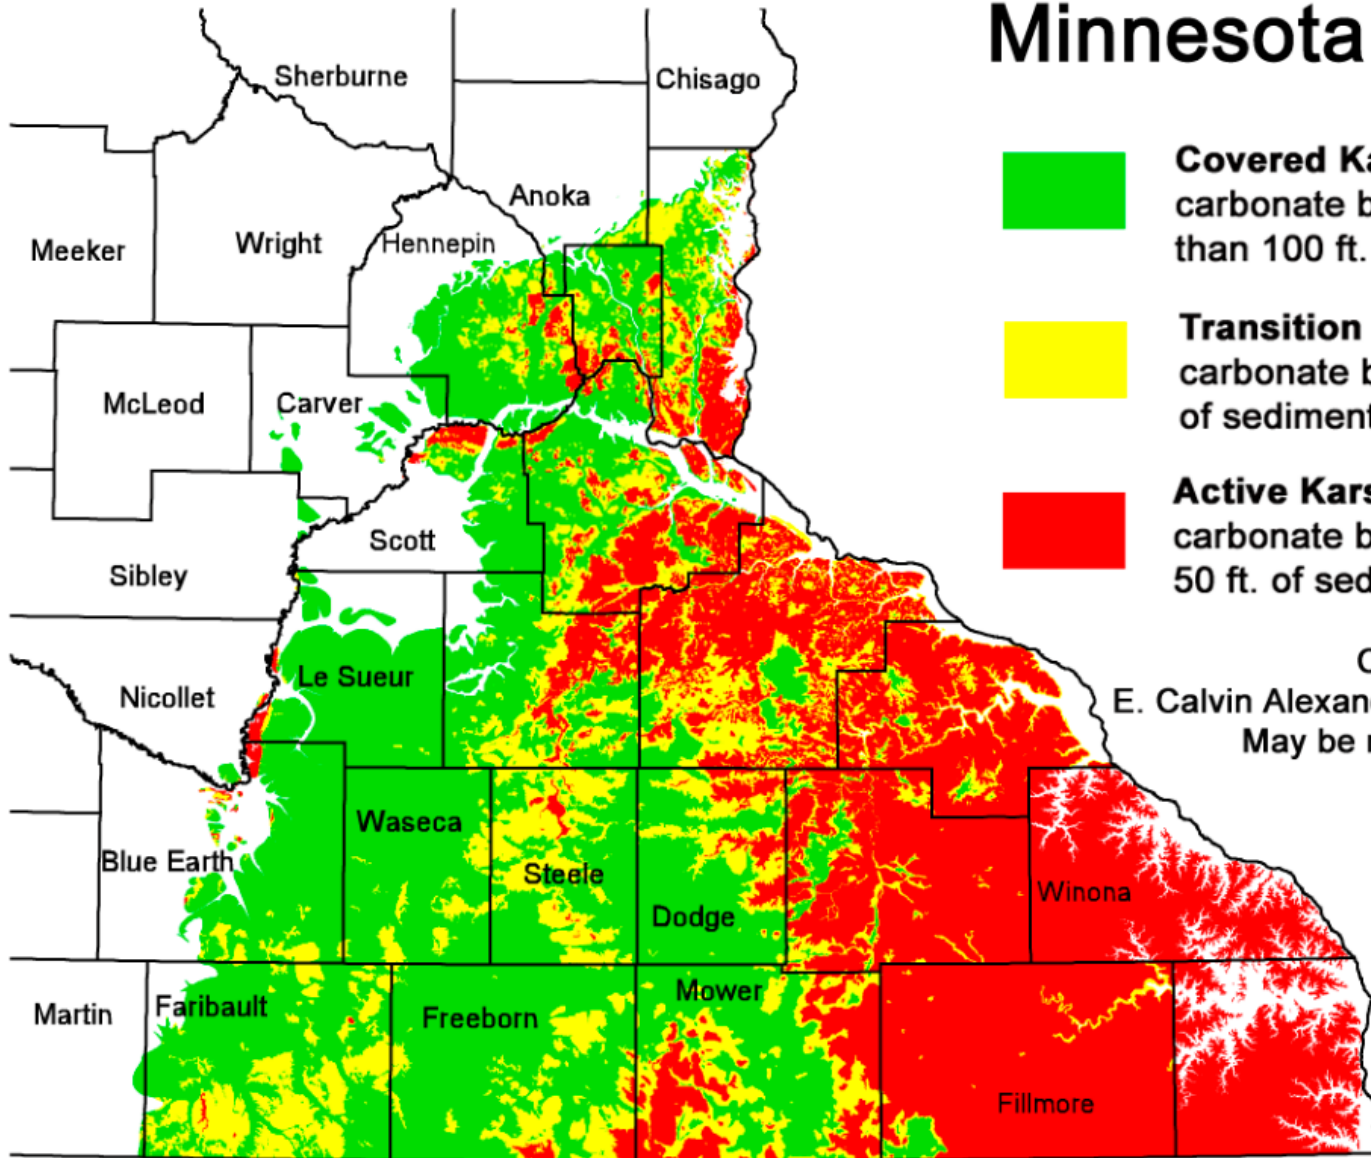 Minnesota
Sherburne
Chisago
Covered Ka
carbonate b
than 100 ft.
Anoka
Meeker
Wright
Hennepin
Transition
carbonate b
of sediment
McLeod
Carver
Active Kars
carbonate b
50 ft. of sed
Scott
Sibley
Le Sueur
Nicollet
E. Calvin Alexan
May be
Waseca
Blue Earth
Steele
Winona
Dodge
Mower
Martin
Faribault
Freeborn
Fillmore